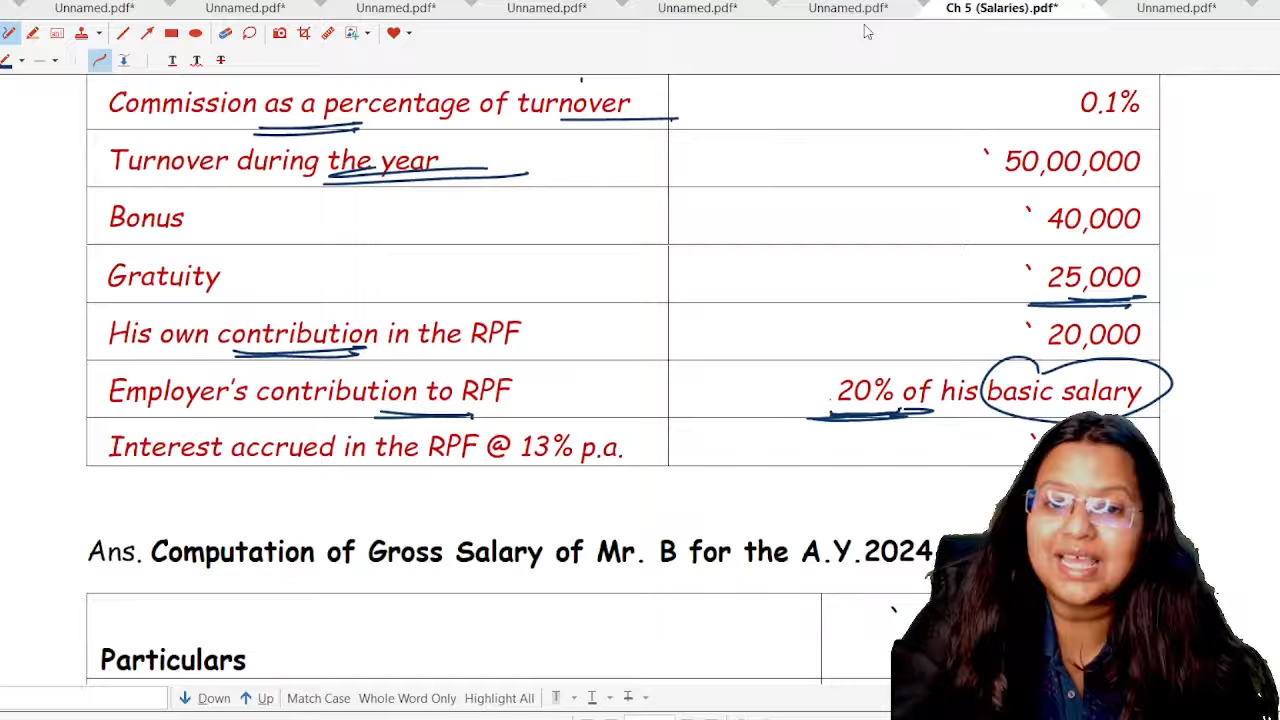 Unnamed.pdf* Unnamed.pdf* Unnamed.pdf* Unnamed.pdf* Unnamed.pdf* Unnamed.pdf* Ch 5 (Salaries).pdf* Unnamed.pdf*
Commission as a percentage of turnover 0.1%
Turnover during the year ` 50,00,000
Bonus ` 40,000
Gratuity ` 25,000
His own contribution in the RPF ` 20,000
Employer's contribution to RPF 20% of his basic salary
Interest accrued in the RPF @ 13% p.a. `
Ans. Computation of Gross Salary of Mr. B for the A.Y.2024
`
Particulars
Down Up Match Case Whole Word Only Highlight All T T T